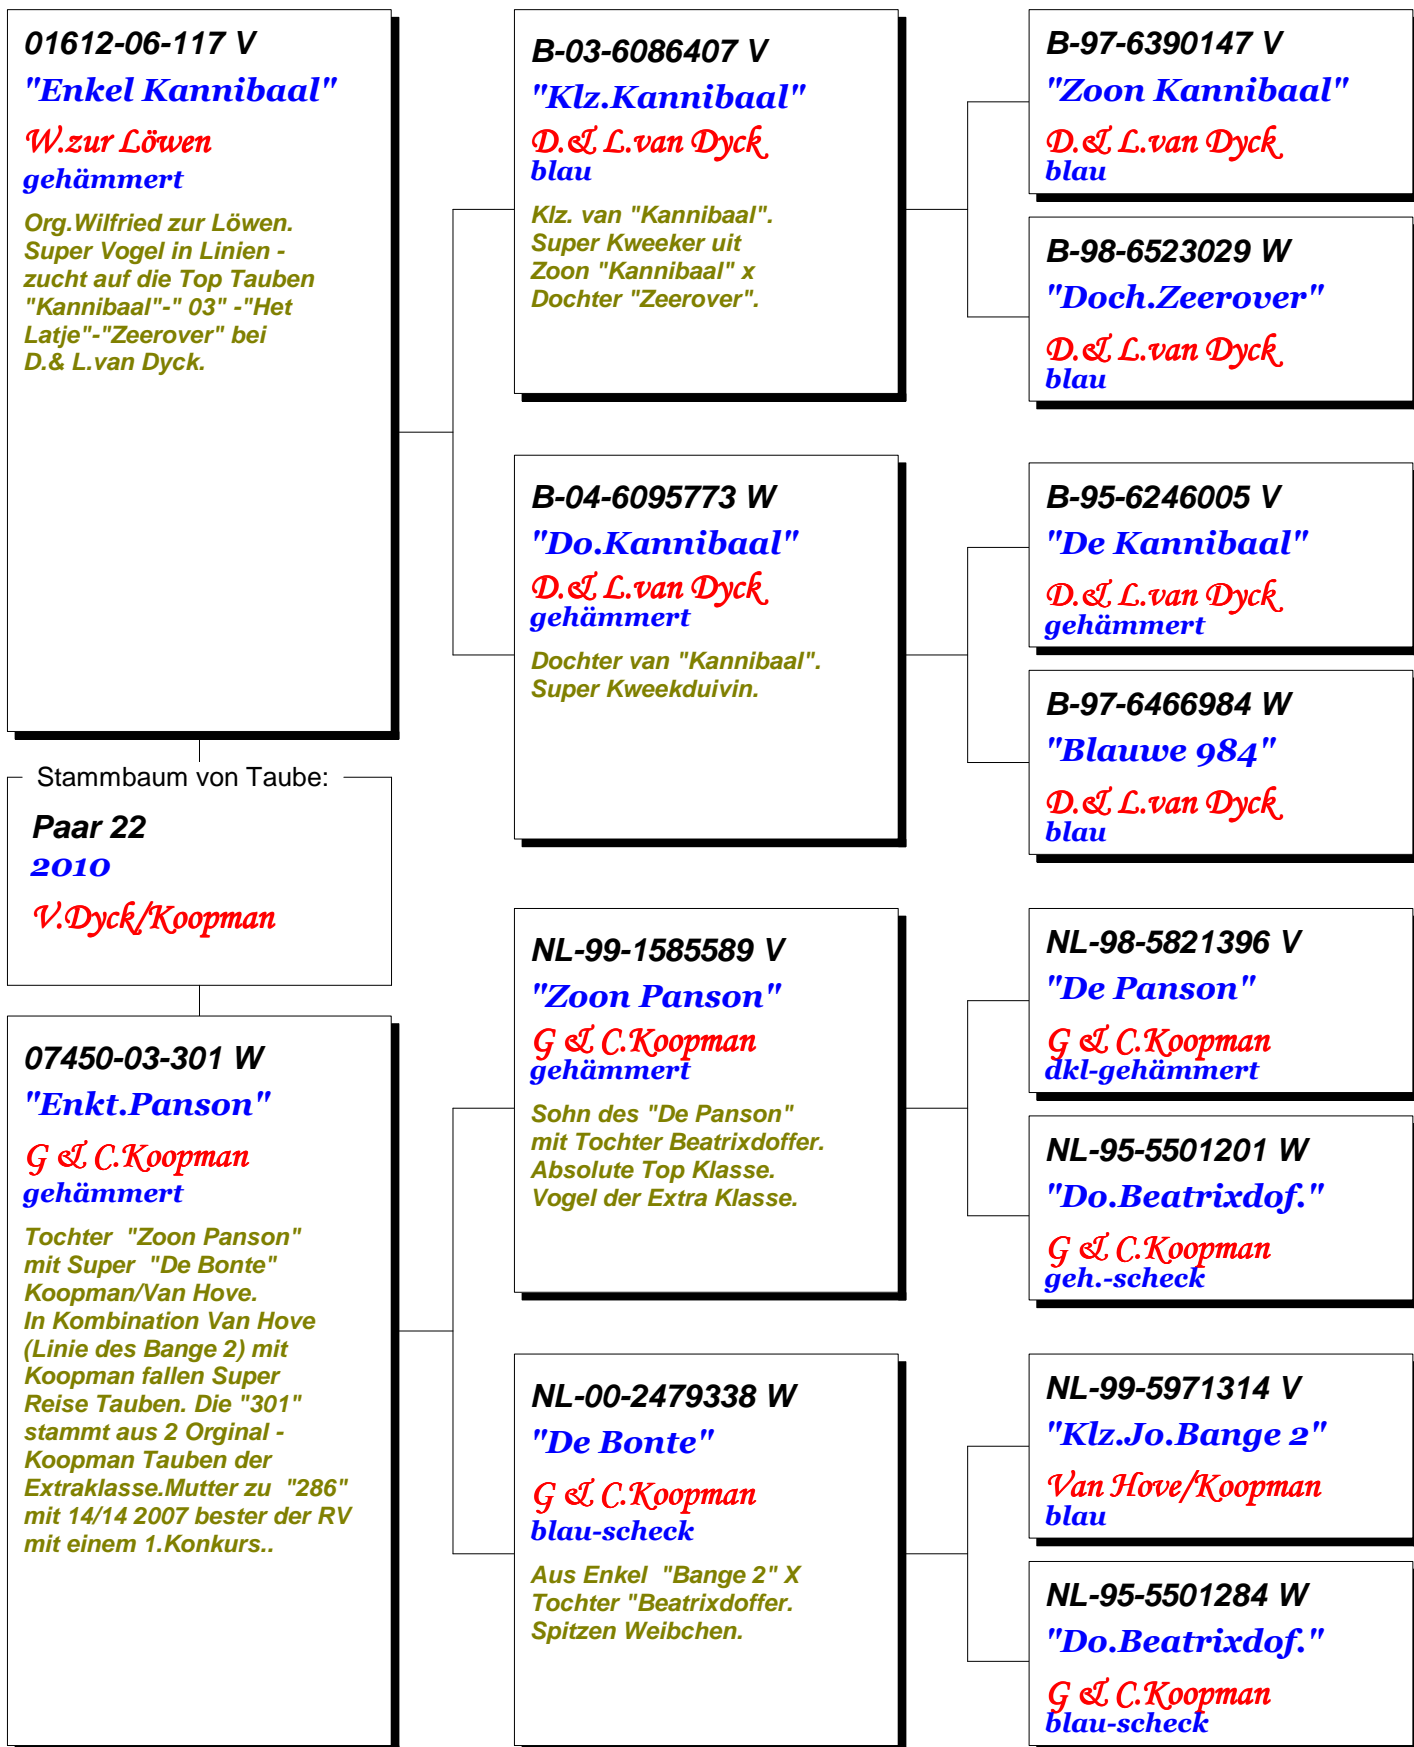 01612-06-117 V
"Enkel Kannibaal"
W.zur Löwen
gehämmert
Org.Wilfried zur Löwen.
Super Vogel in Linien -
zucht auf die Top Tauben
"Kannibaal"-" 03" -"Het
Latje"-"Zeerover" bei
D.& L.van Dyck.
Stammbaum von Taube:
Paar 22
2010
V.Dyck/Koopman
07450-03-301 W
"Enkt.Panson"
G & C.Koopman
gehämmert
Tochter  "Zoon Panson"
mit Super  "De Bonte"
Koopman/Van Hove.
In Kombination Van Hove
(Linie des Bange 2) mit
Koopman fallen Super
Reise Tauben. Die "301"
stammt aus 2 Orginal -
Koopman Tauben der
Extraklasse.Mutter zu  "286"
mit 14/14 2007 bester der RV
mit einem 1.Konkurs..
B-03-6086407 V
"Klz.Kannibaal"
D.& L.van Dyck
blau
Klz. van "Kannibaal".
Super Kweeker uit
Zoon "Kannibaal" x
Dochter "Zeerover".
B-04-6095773 W
"Do.Kannibaal"
D.& L.van Dyck
gehämmert
Dochter van "Kannibaal".
Super Kweekduivin.
NL-99-1585589 V
"Zoon Panson"
G & C.Koopman
gehämmert
Sohn des "De Panson"
mit Tochter Beatrixdoffer.
Absolute Top Klasse.
Vogel der Extra Klasse.
NL-00-2479338 W
"De Bonte"
G & C.Koopman
blau-scheck
Aus Enkel  "Bange 2" X
Tochter "Beatrixdoffer.
Spitzen Weibchen.
B-97-6390147 V
"Zoon Kannibaal"
D.& L.van Dyck
blau
B-98-6523029 W
"Doch.Zeerover"
D.& L.van Dyck
blau
B-95-6246005 V
"De Kannibaal"
D.& L.van Dyck
gehämmert
B-97-6466984 W
"Blauwe 984"
D.& L.van Dyck
blau
NL-98-5821396 V
"De Panson"
G & C.Koopman
dkl-gehämmert
NL-95-5501201 W
"Do.Beatrixdof."
G & C.Koopman
geh.-scheck
NL-99-5971314 V
"Klz.Jo.Bange 2"
Van Hove/Koopman
blau
NL-95-5501284 W
"Do.Beatrixdof."
G & C.Koopman
blau-scheck